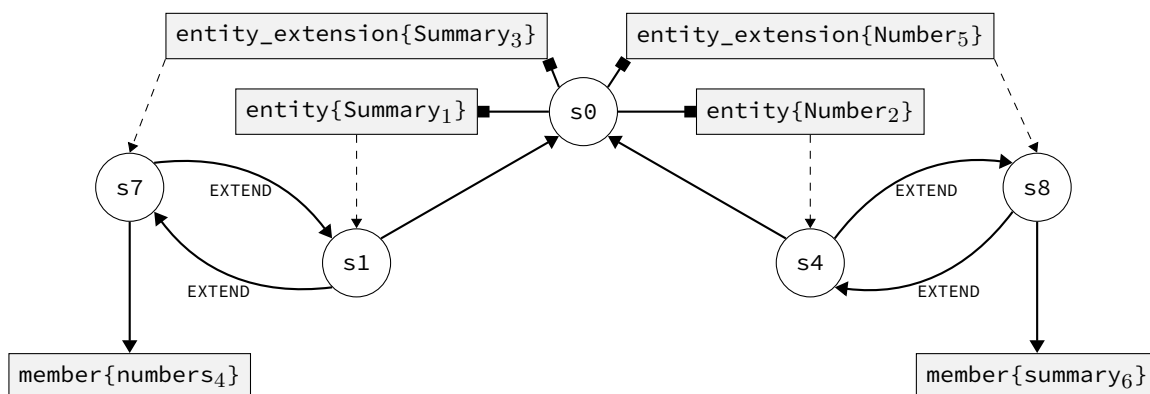 entity_extension{Summary₃}
entity_extension{Number₅}
entity{Summary₁}
s0
entity{Number₂}
s7
EXTEND
EXTEND
s8
s1
s4
EXTEND
EXTEND
member{numbers₄}
member{summary₆}